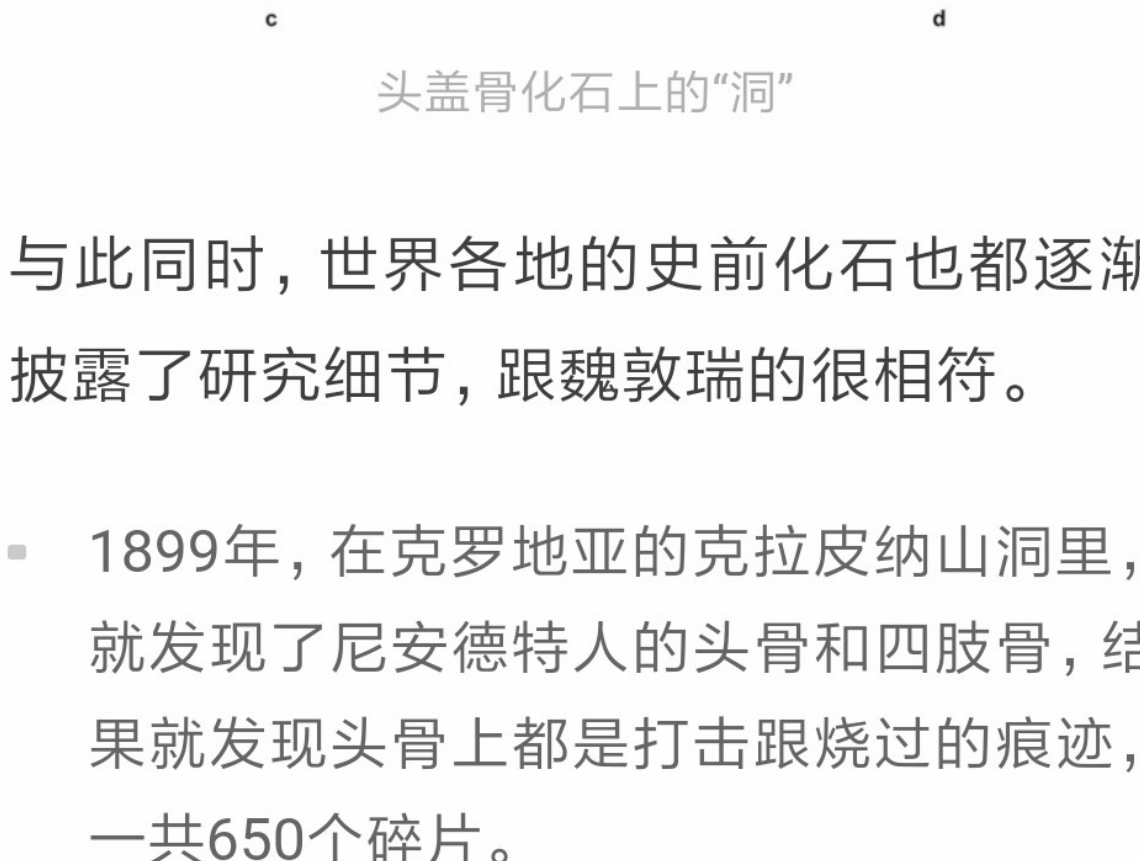 c d
头盖骨化石上的“洞”
与此同时，世界各地的史前化石也都逐渐
披露了研究细节，跟魏敦瑞的很相符。
1899年，在克罗地亚的克拉皮纳山洞里，
就发现了尼安德特人的头骨和四肢骨，结
果就发现头骨上都是打击跟烧过的痕迹，
一共650个碎片。